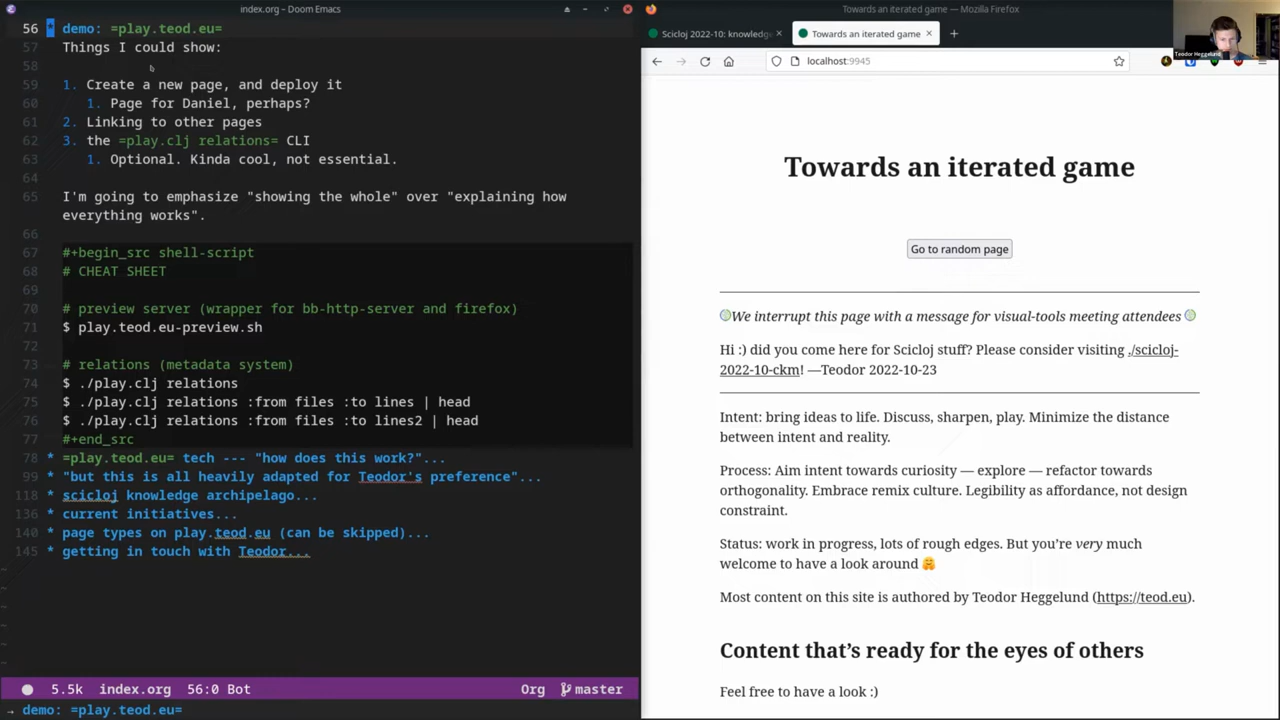 index.org – Doom Emacs
56 * demo: =play.teod.eu=
57 Things I could show:
58
59 1. Create a new page, and deploy it
60 1. Page for Daniel, perhaps?
61 2. Linking to other pages
62 3. the =play.clj relations= CLI
63 1. Optional. Kinda cool, not essential.
64
65 I'm going to emphasize "showing the whole" over "explaining how
everything works".
66
67 #+begin_src shell-script
68 # CHEAT SHEET
69
70 # preview server (wrapper for bb-http-server and firefox)
71 $ play.teod.eu-preview.sh
72
73 # relations (metadata system)
74 $ ./play.clj relations
75 $ ./play.clj relations :from files :to lines | head
76 $ ./play.clj relations :from files :to lines2 | head
77 #+end_src
78 * =play.teod.eu= tech --- "how does this work?"...
99 * "but this is all heavily adapted for Teodor's preference"...
118 * scicloj knowledge archipelago...
136 * current initiatives...
140 * page types on play.teod.eu (can be skipped)...
145 * getting in touch with Teodor...
5.5k index.org 56:0 Bot Org master
→ demo: =play.teod.eu=
Towards an iterated game — Mozilla Firefox
Scicloj 2022-10: knowledg
Towards an iterated game
Teodor Heggelund
localhost:9945
Towards an iterated game
Go to random page
We interrupt this page with a message for visual-tools meeting attendees
Hi :) did you come here for Scicloj stuff? Please consider visiting ./scicloj-
2022-10-ckm! —Teodor 2022-10-23
Intent: bring ideas to life. Discuss, sharpen, play. Minimize the distance
between intent and reality.
Process: Aim intent towards curiosity — explore — refactor towards
orthogonality. Embrace remix culture. Legibility as affordance, not design
constraint.
Status: work in progress, lots of rough edges. But you're very much
welcome to have a look around 🤗
Most content on this site is authored by Teodor Heggelund (https://teod.eu).
Content that's ready for the eyes of others
Feel free to have a look :)